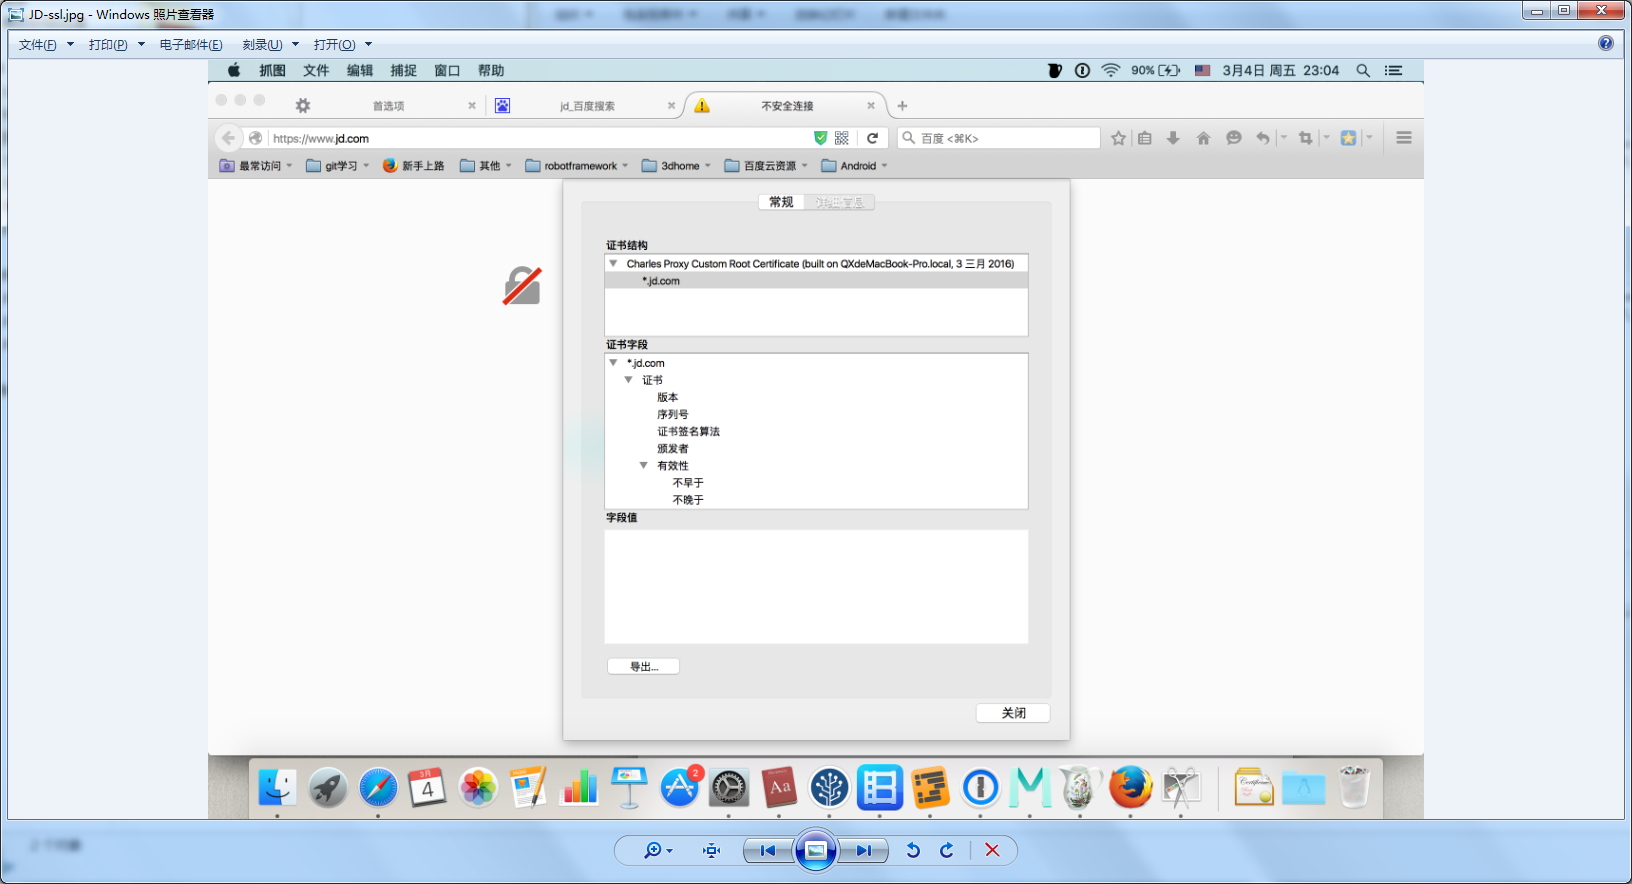 JD-ssl.jpg - Windows 照片查看器
文件(F) 打印(P) 电子邮件(E) 刻录(U) 打开(O)
抓图 文件 编辑 捕捉 窗口 帮助 90% 3月4日 周五 23:04
首选项 jd_百度搜索 不安全连接
https://www.jd.com 百度 <⌘K>
最常访问 git学习 新手上路 其他 robotframework 3dhome 百度云资源 Android
常规 详细信息
证书结构
Charles Proxy Custom Root Certificate (built on QXdeMacBook-Pro.local, 3 三月 2016)
*.jd.com
证书字段
*.jd.com
证书
版本
序列号
证书签名算法
颁发者
有效性
不早于
不晚于
字段值
导出...
关闭
3月
4
2
Aa